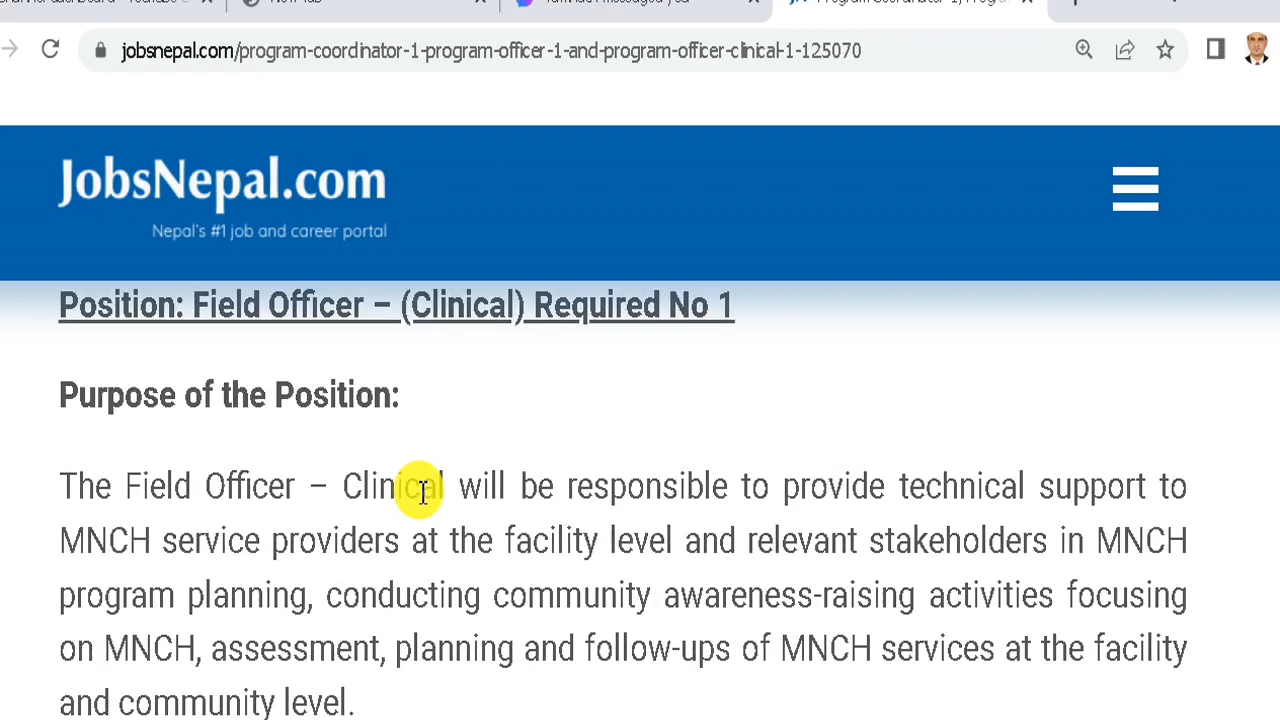 jobsnepal.com/program-coordinator-1-program-officer-1-and-program-officer-clinical-1-125070
JobsNepal.com
Nepal's #1 job and career portal
Position: Field Officer – (Clinical) Required No 1
Purpose of the Position:
The Field Officer – Clinical will be responsible to provide technical support to
MNCH service providers at the facility level and relevant stakeholders in MNCH
program planning, conducting community awareness-raising activities focusing
on MNCH, assessment, planning and follow-ups of MNCH services at the facility
and community level.